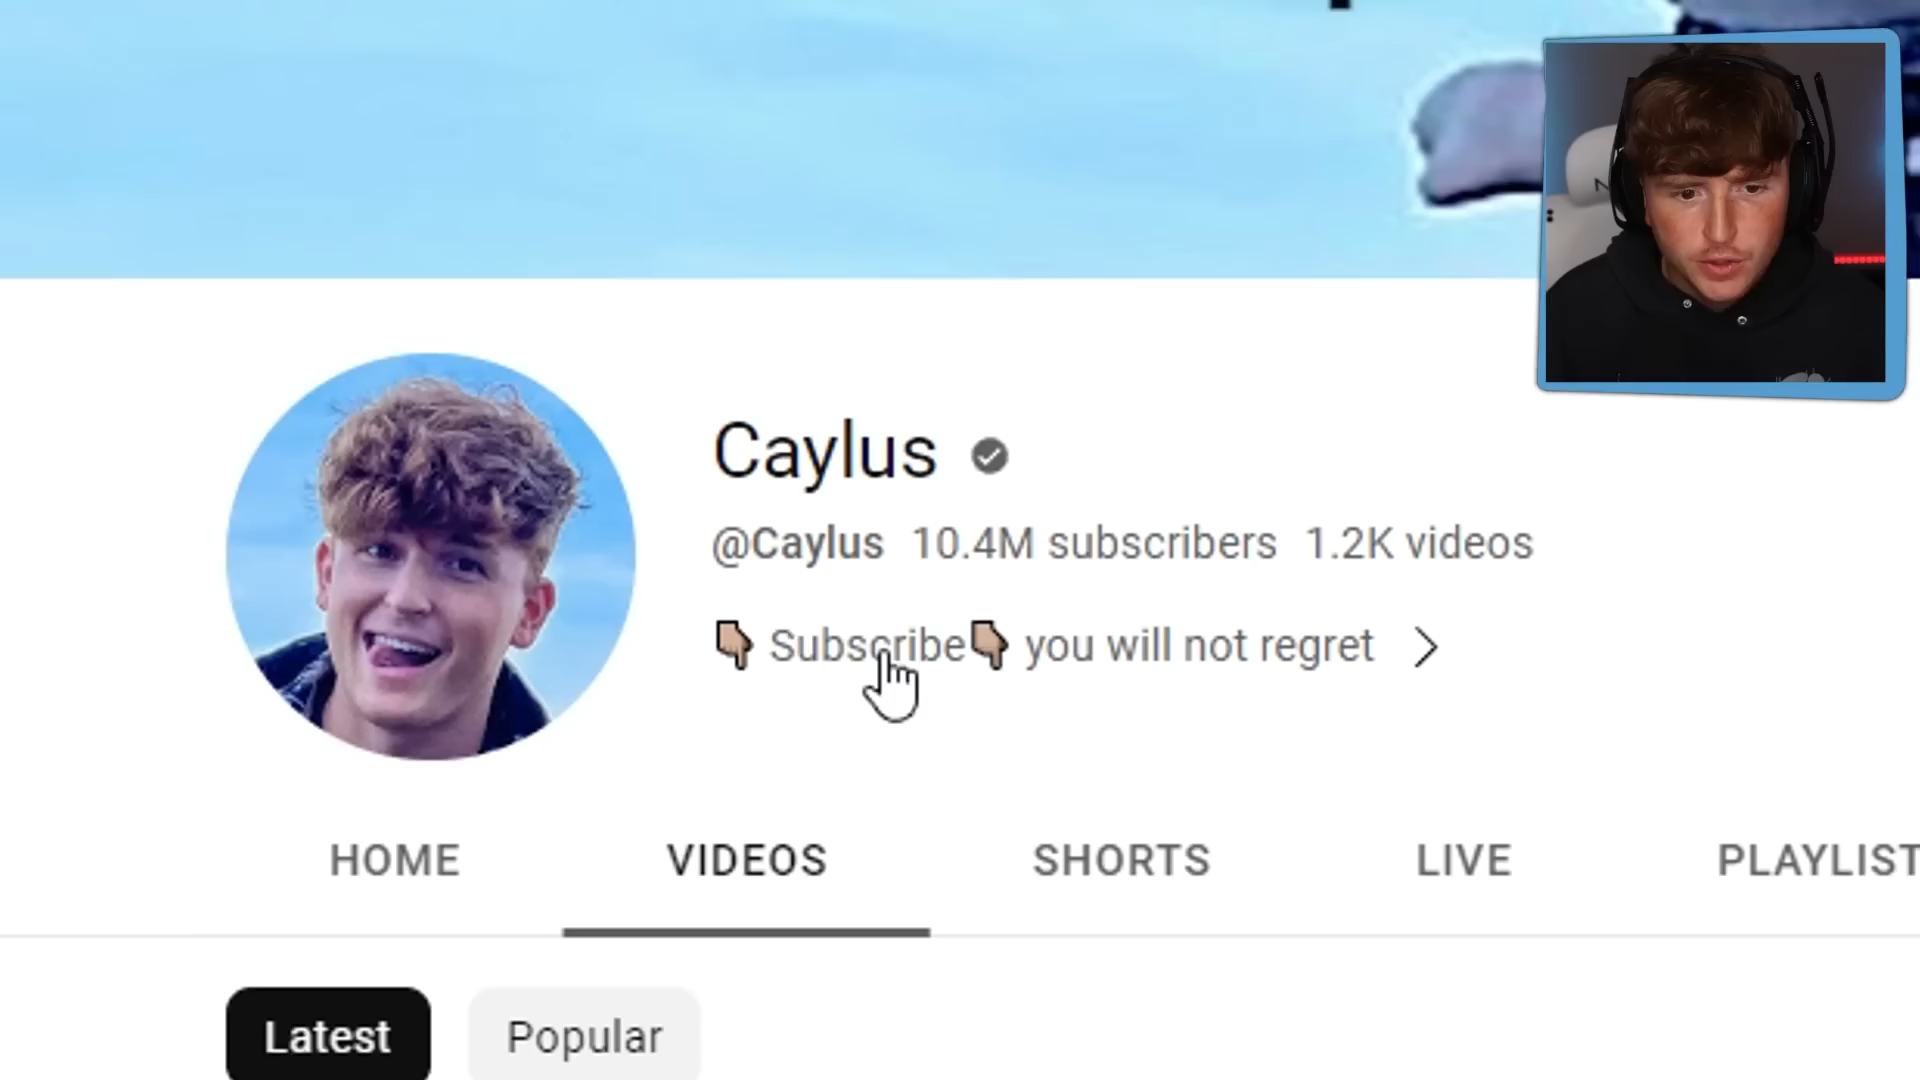 Caylus
@Caylus 10.4M subscribers 1.2K videos
👇🏼 Subscribe👇🏼 you will not regret
HOME VIDEOS SHORTS LIVE PLAYLIST
Latest Popular